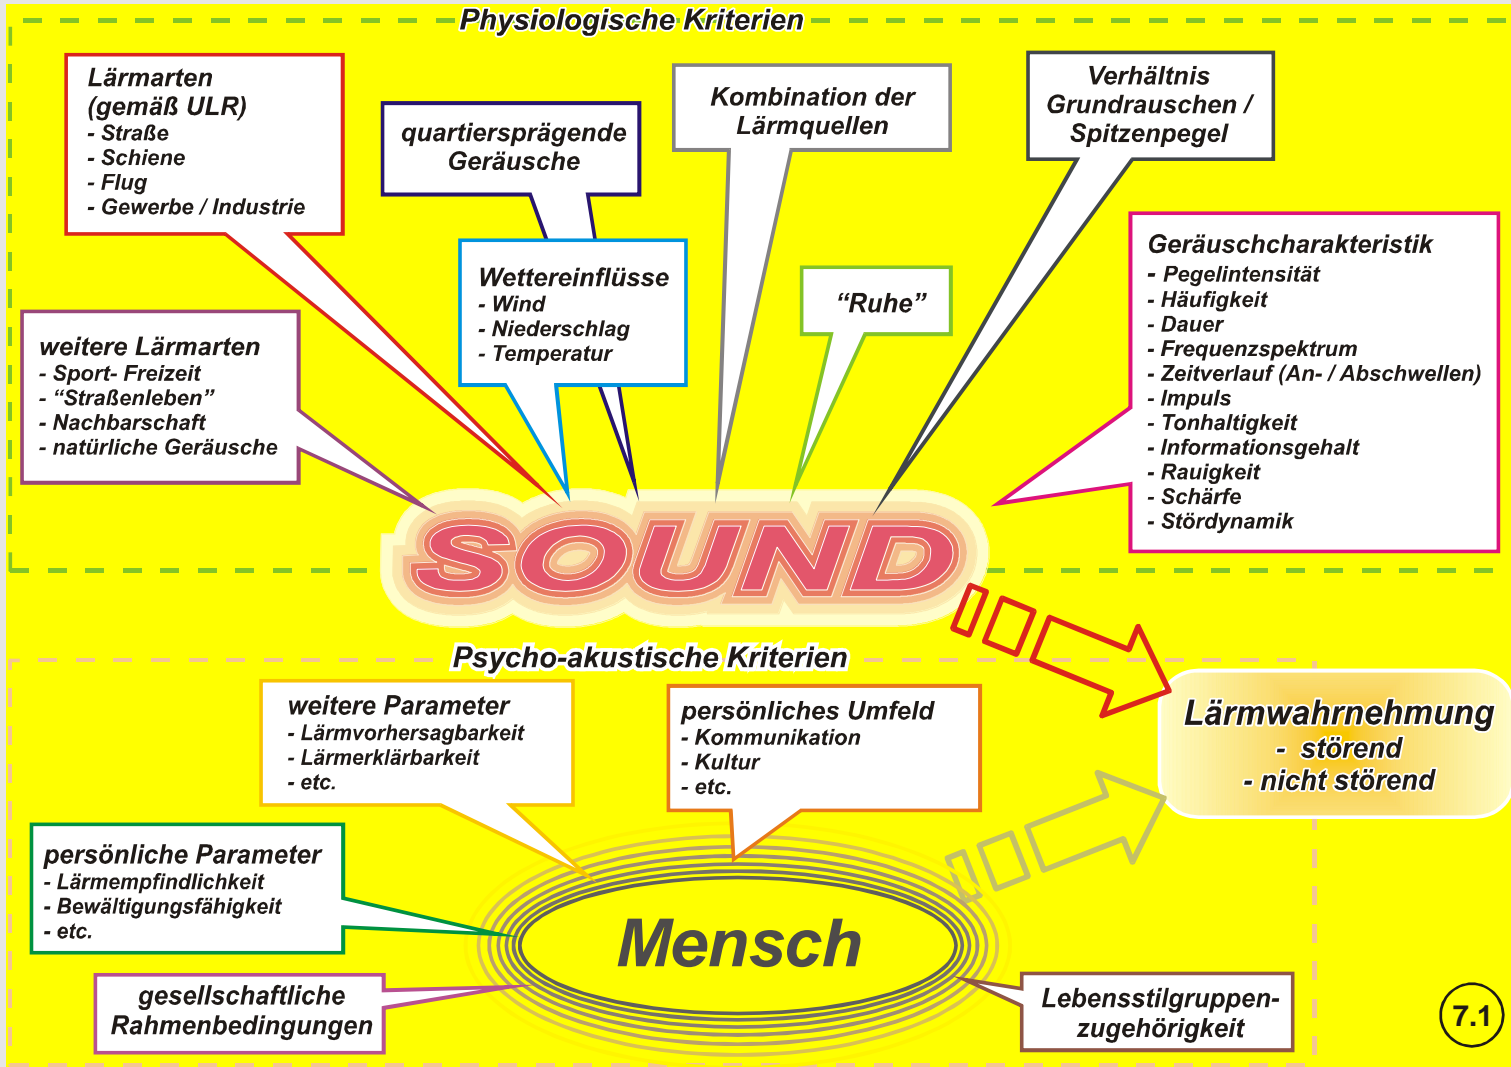 Physiologische Kriterien
Lärmarten
(gemäß ULR)
- Straße
- Schiene
- Flug
- Gewerbe / Industrie
quartiersprägende
Geräusche
Kombination der
Lärmquellen
Verhältnis
Grundrauschen /
Spitzenpegel
weitere Lärmarten
- Sport- Freizeit
- “Straßenleben”
- Nachbarschaft
- natürliche Geräusche
Wettereinflüsse
- Wind
- Niederschlag
- Temperatur
“Ruhe”
Geräuschcharakteristik
- Pegelintensität
- Häufigkeit
- Dauer
- Frequenzspektrum
- Zeitverlauf (An- / Abschwellen)
- Impuls
- Tonhaltigkeit
- Informationsgehalt
- Rauigkeit
- Schärfe
- Stördynamik
SOUND
Psycho-akustische Kriterien
weitere Parameter
- Lärmvorhersagbarkeit
- Lärmerklärbarkeit
- etc.
persönliches Umfeld
- Kommunikation
- Kultur
- etc.
Lärmwahrnehmung
- störend
- nicht störend
persönliche Parameter
- Lärmempfindlichkeit
- Bewältigungsfähigkeit
- etc.
Mensch
gesellschaftliche
Rahmenbedingungen
Lebensstilgruppen-
zugehörigkeit
7.1